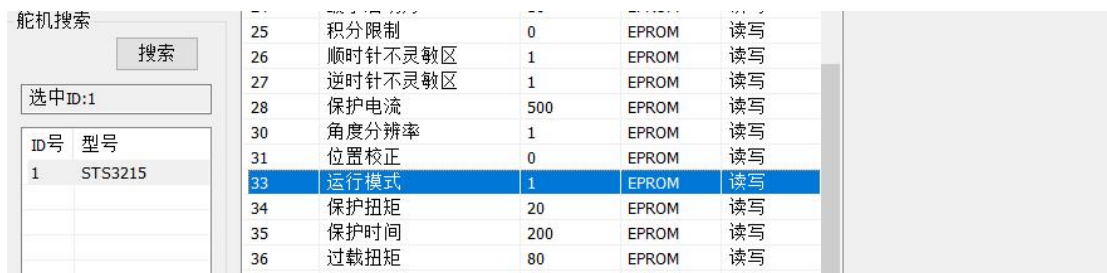 舵机搜索
搜索
选中ID:1
ID号 型号
1 STS3215
25 积分限制 0 EPROM 读写
26 顺时针不灵敏区 1 EPROM 读写
27 逆时针不灵敏区 1 EPROM 读写
28 保护电流 500 EPROM 读写
30 角度分辨率 1 EPROM 读写
31 位置校正 0 EPROM 读写
33 运行模式 1 EPROM 读写
34 保护扭矩 20 EPROM 读写
35 保护时间 200 EPROM 读写
36 过载扭矩 80 EPROM 读写